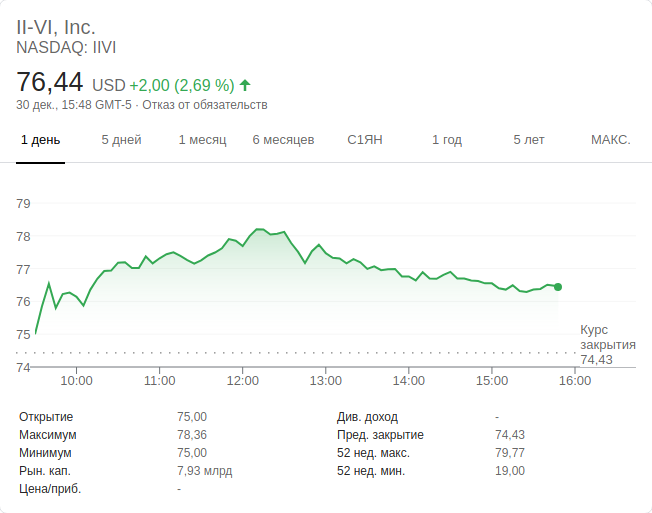 II-VI, Inc.
NASDAQ: IIVI
76,44 USD +2,00 (2,69 %)
30 дек., 15:48 GMT-5 · Отказ от обязательств
1 день 5 дней 1 месяц 6 месяцев С1ЯН 1 год 5 лет МАКС.
79
78
77
76
75
74
Курс
закрытия
74,43
10:00 11:00 12:00 13:00 14:00 15:00 16:00
Открытие 75,00 Див. доход -
Максимум 78,36 Пред. закрытие 74,43
Минимум 75,00 52 нед. макс. 79,77
Рын. кап. 7,93 млрд 52 нед. мин. 19,00
Цена/приб. -